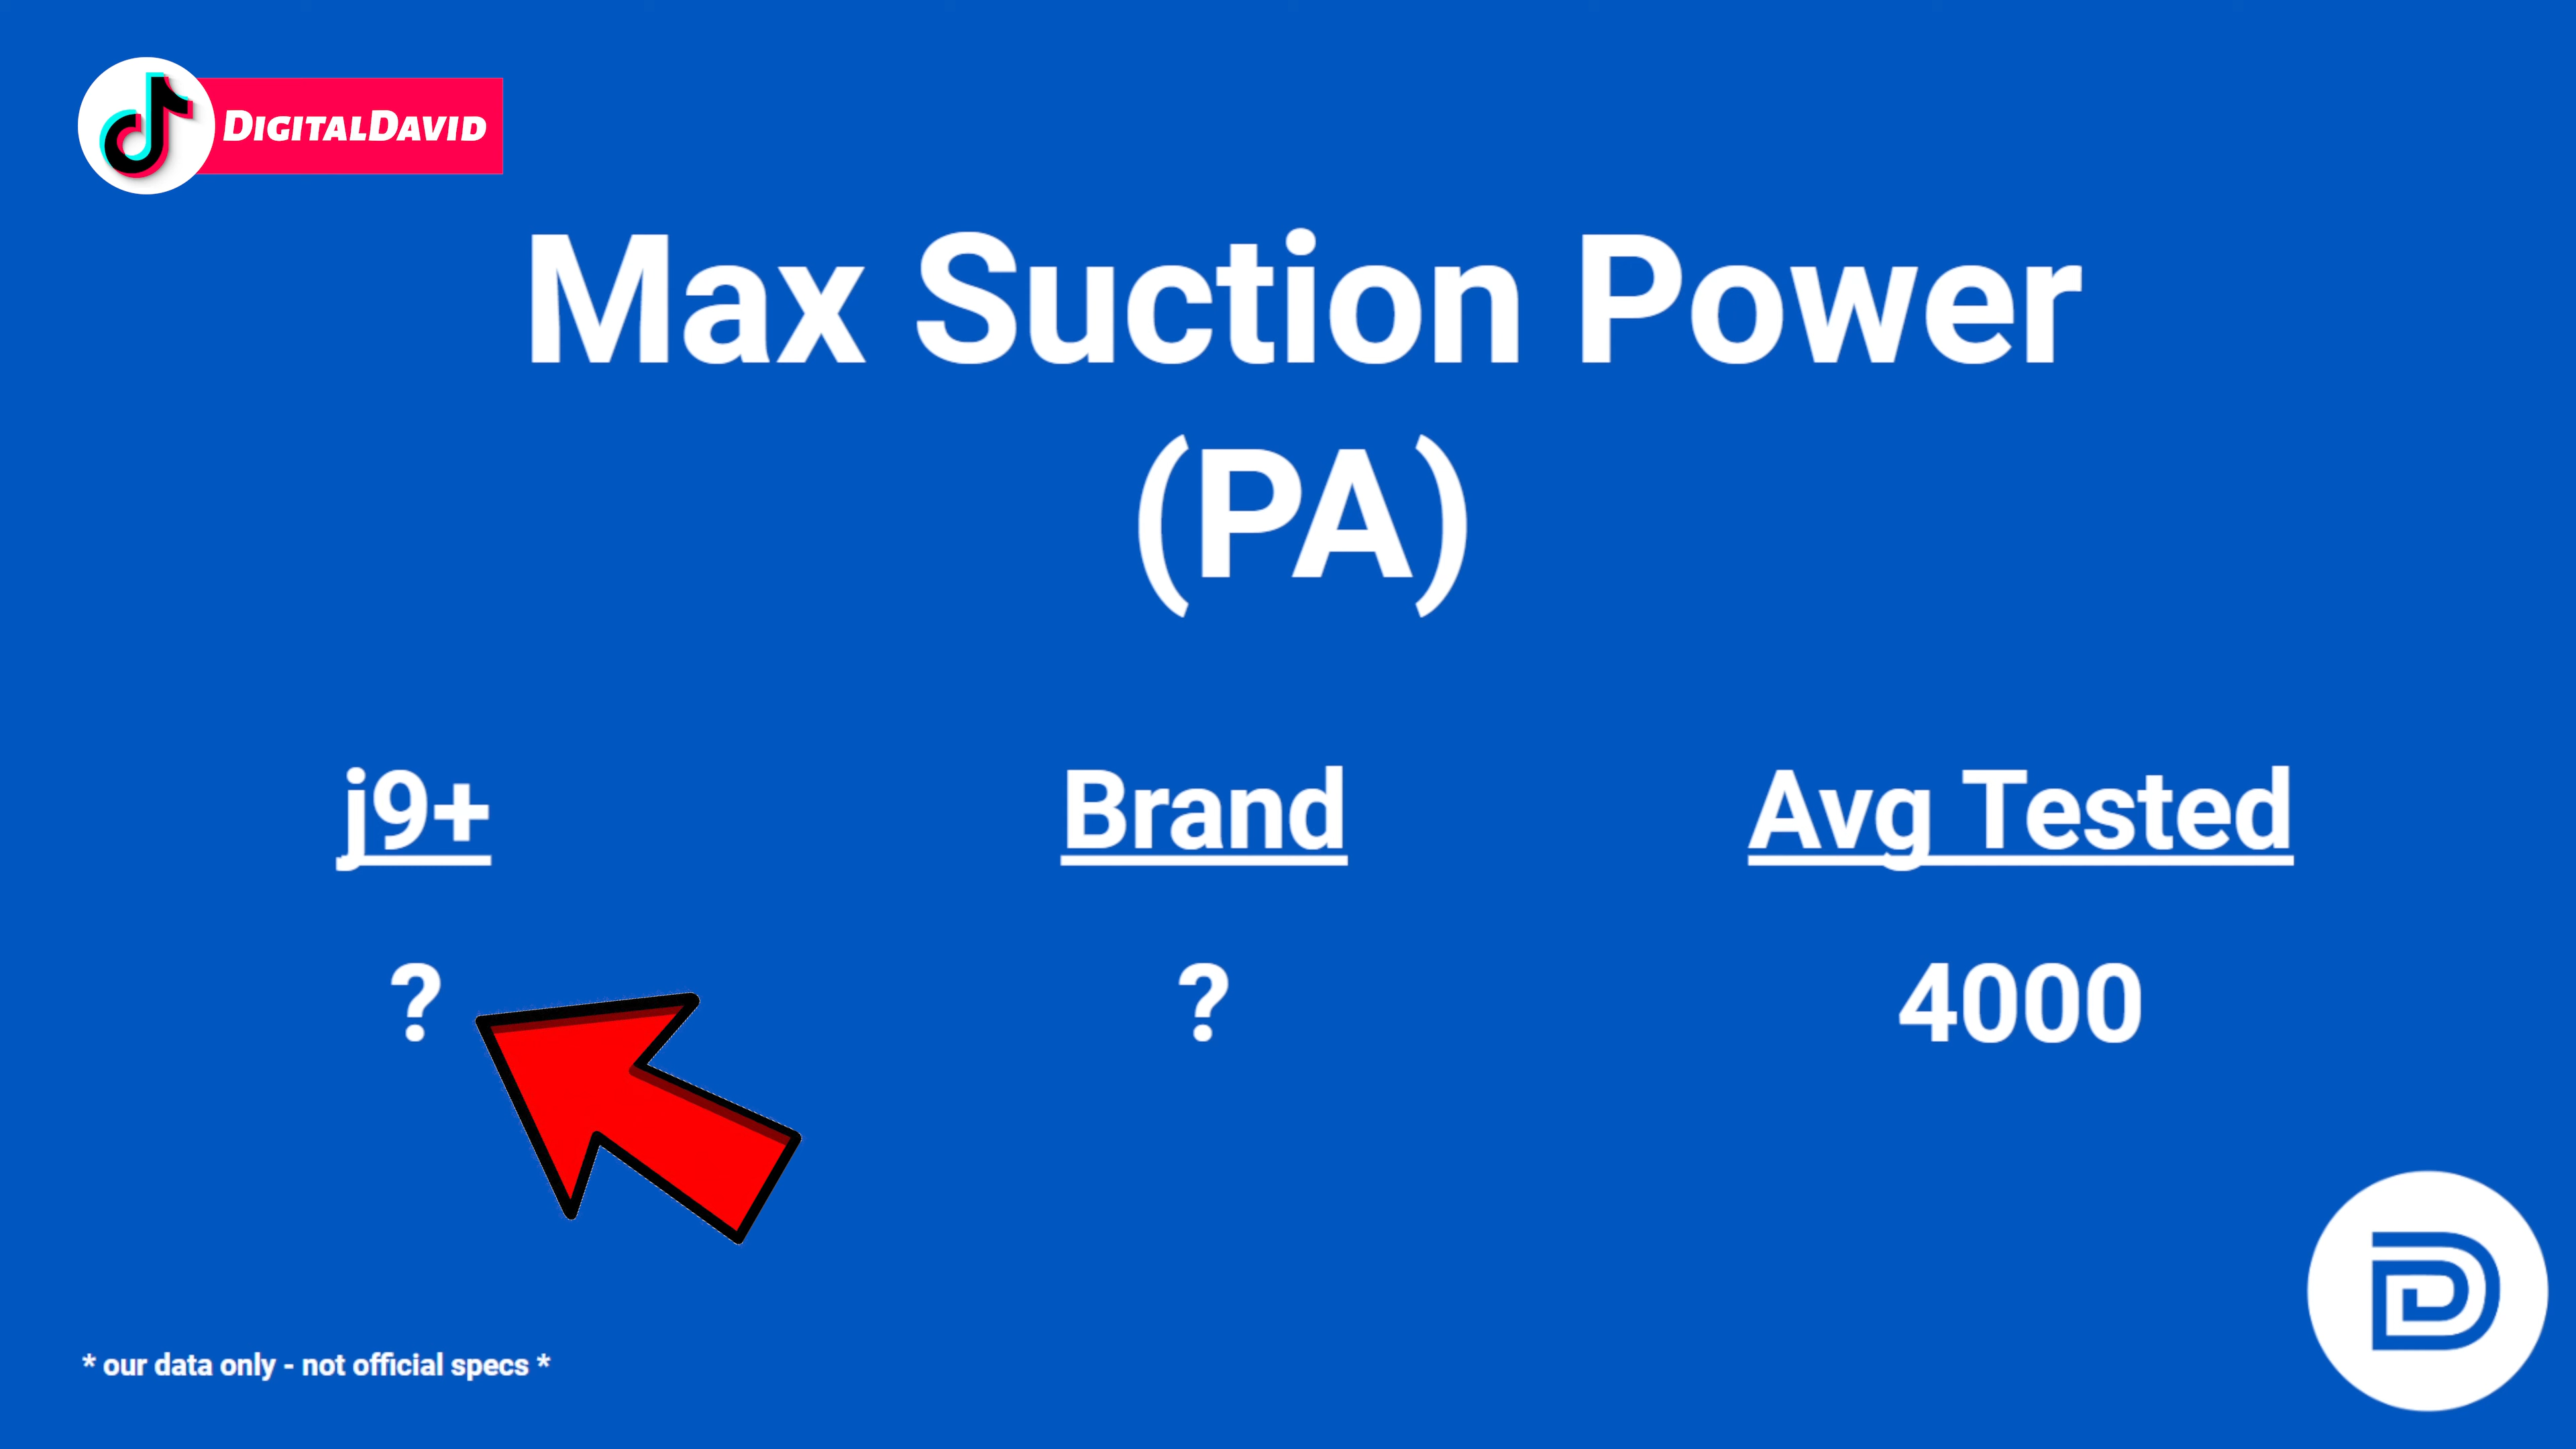 DIGITALDAVID
Max Suction Power
(PA)
j9+ Brand Avg Tested
? ? 4000
* our data only - not official specs *